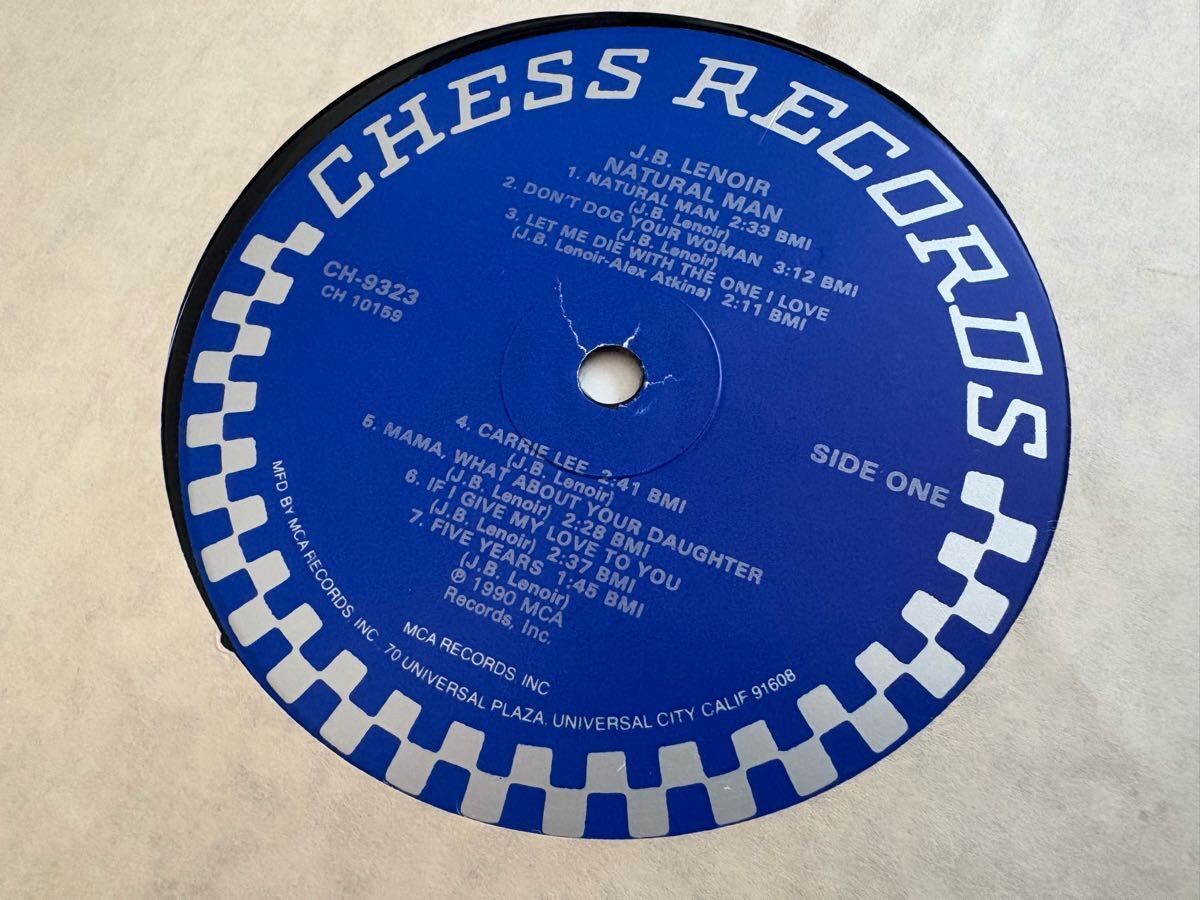 CHESS RECORDS
J.B. LENOIR
NATURAL MAN
1. NATURAL MAN 2:33 BMI
(J.B. Lenoir)
2. DON'T DOG YOUR WOMAN 3:12 BMI
(J.B. Lenoir)
3. LET ME DIE WITH THE ONE I LOVE
(J.B. Lenoir-Alex Atkins) 2:11 BMI
CH-9323
CH 10159
SIDE ONE
4. CARRIE LEE 2:41 BMI
(J.B. Lenoir)
5. MAMA, WHAT ABOUT YOUR DAUGHTER
(J.B. Lenoir) 2:28 BMI
6. IF I GIVE MY LOVE TO YOU
(J.B. Lenoir) 2:37 BMI
7. FIVE YEARS 1:45 BMI
(J.B. Lenoir)
℗ 1990 MCA
Records, Inc.
MCA RECORDS INC
MFD BY MCA RECORDS, INC 70 UNIVERSAL PLAZA, UNIVERSAL CITY CALIF 91608